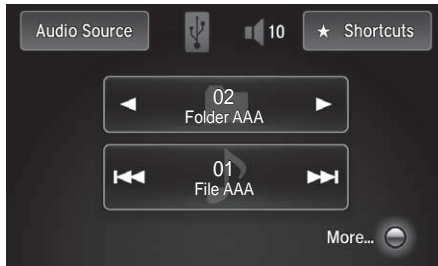 Audio Source
10
★ Shortcuts
02
Folder AAA
01
File AAA
More...